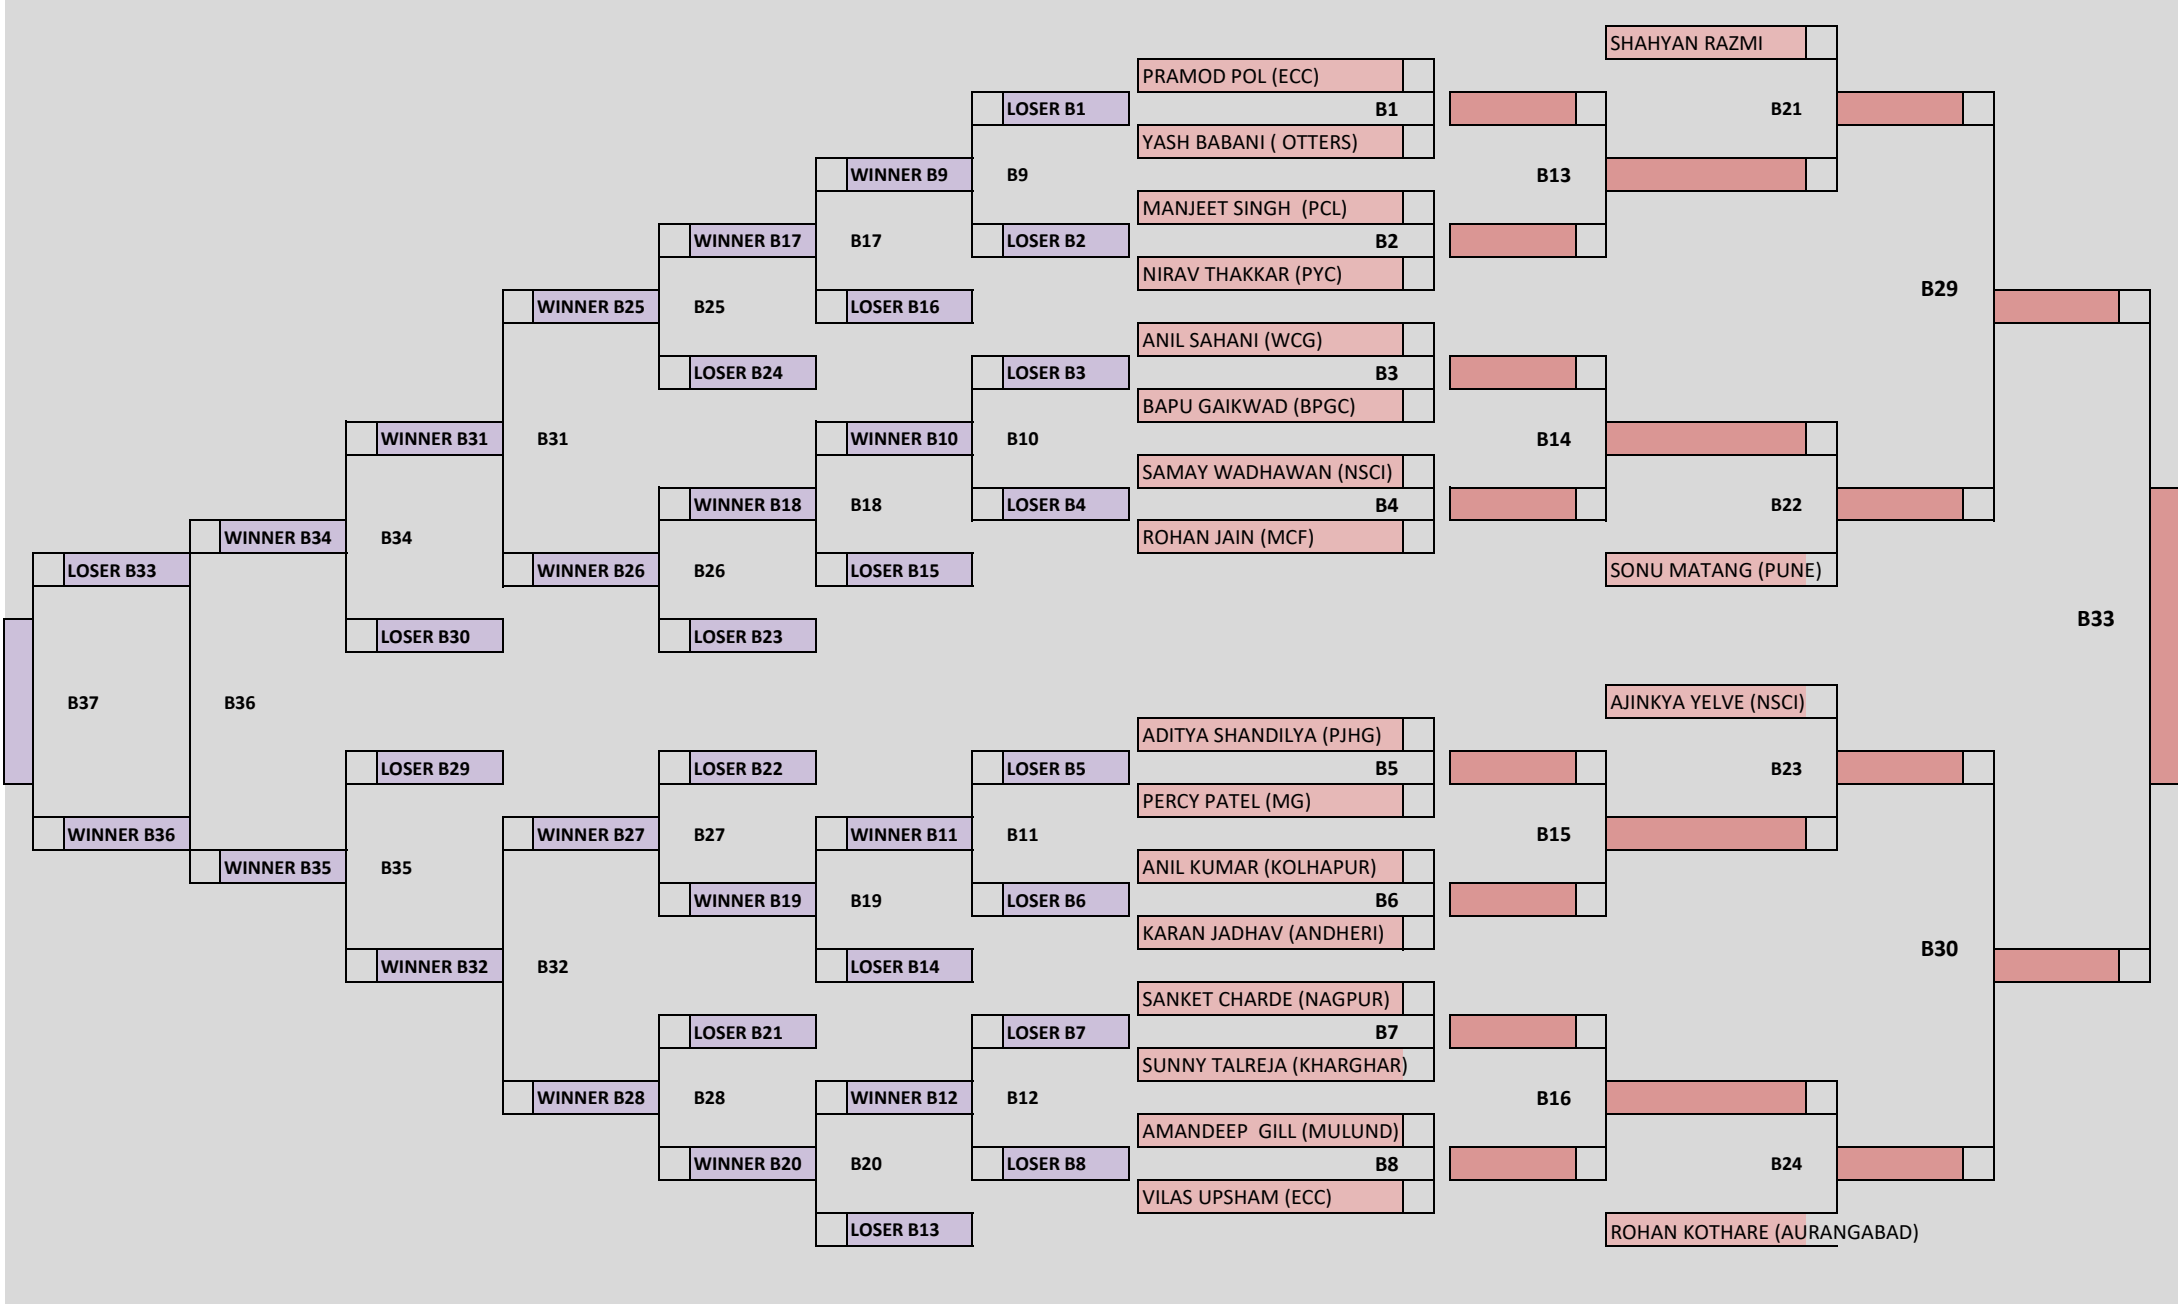 SHAHYAN RAZMI
PRAMOD POL (ECC)
LOSER B1
B1
B21
YASH BABANI ( OTTERS)
WINNER B9
B9
B13
MANJEET SINGH  (PCL)
WINNER B17
B17
LOSER B2
B2
NIRAV THAKKAR (PYC)
B29
WINNER B25
B25
LOSER B16
ANIL SAHANI (WCG)
LOSER B24
LOSER B3
B3
BAPU GAIKWAD (BPGC)
WINNER B31
B31
WINNER B10
B10
B14
SAMAY WADHAWAN (NSCI)
WINNER B18
B18
LOSER B4
B4
B22
WINNER B34
B34
ROHAN JAIN (MCF)
LOSER B33
WINNER B26
B26
LOSER B15
SONU MATANG (PUNE)
B33
LOSER B30
LOSER B23
B37
B36
AJINKYA YELVE (NSCI)
ADITYA SHANDILYA (PJHG)
LOSER B29
LOSER B22
LOSER B5
B5
B23
PERCY PATEL (MG)
WINNER B36
WINNER B27
B27
WINNER B11
B11
B15
WINNER B35
B35
ANIL KUMAR (KOLHAPUR)
WINNER B19
B19
LOSER B6
B6
KARAN JADHAV (ANDHERI)
B30
WINNER B32
B32
LOSER B14
SANKET CHARDE (NAGPUR)
LOSER B21
LOSER B7
B7
SUNNY TALREJA (KHARGHAR)
WINNER B28
B28
WINNER B12
B12
B16
AMANDEEP  GILL (MULUND)
WINNER B20
B20
LOSER B8
B8
B24
VILAS UPSHAM (ECC)
LOSER B13
ROHAN KOTHARE (AURANGABAD)